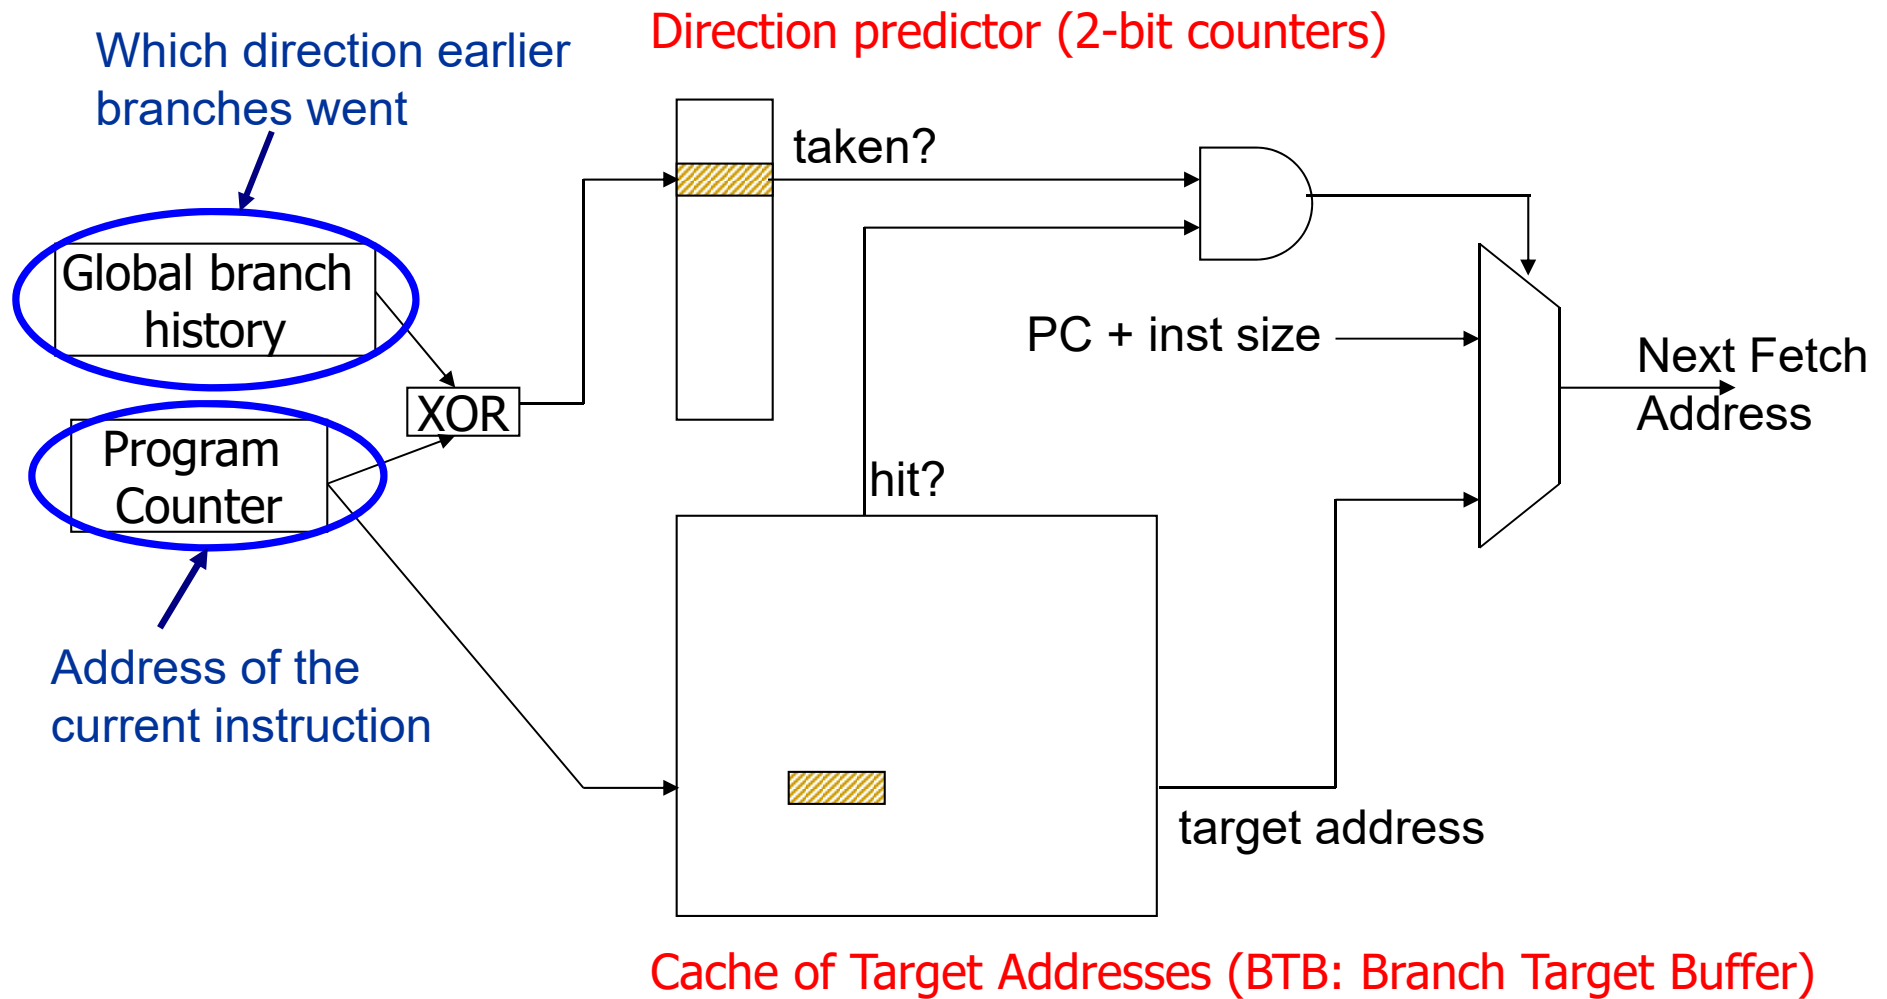 Direction predictor (2-bit counters)
Which direction earlier
branches went
taken?
Global branch
history
PC + inst size
Next Fetch
Address
XOR
Program
Counter
hit?
Address of the
current instruction
target address
Cache of Target Addresses (BTB: Branch Target Buffer)